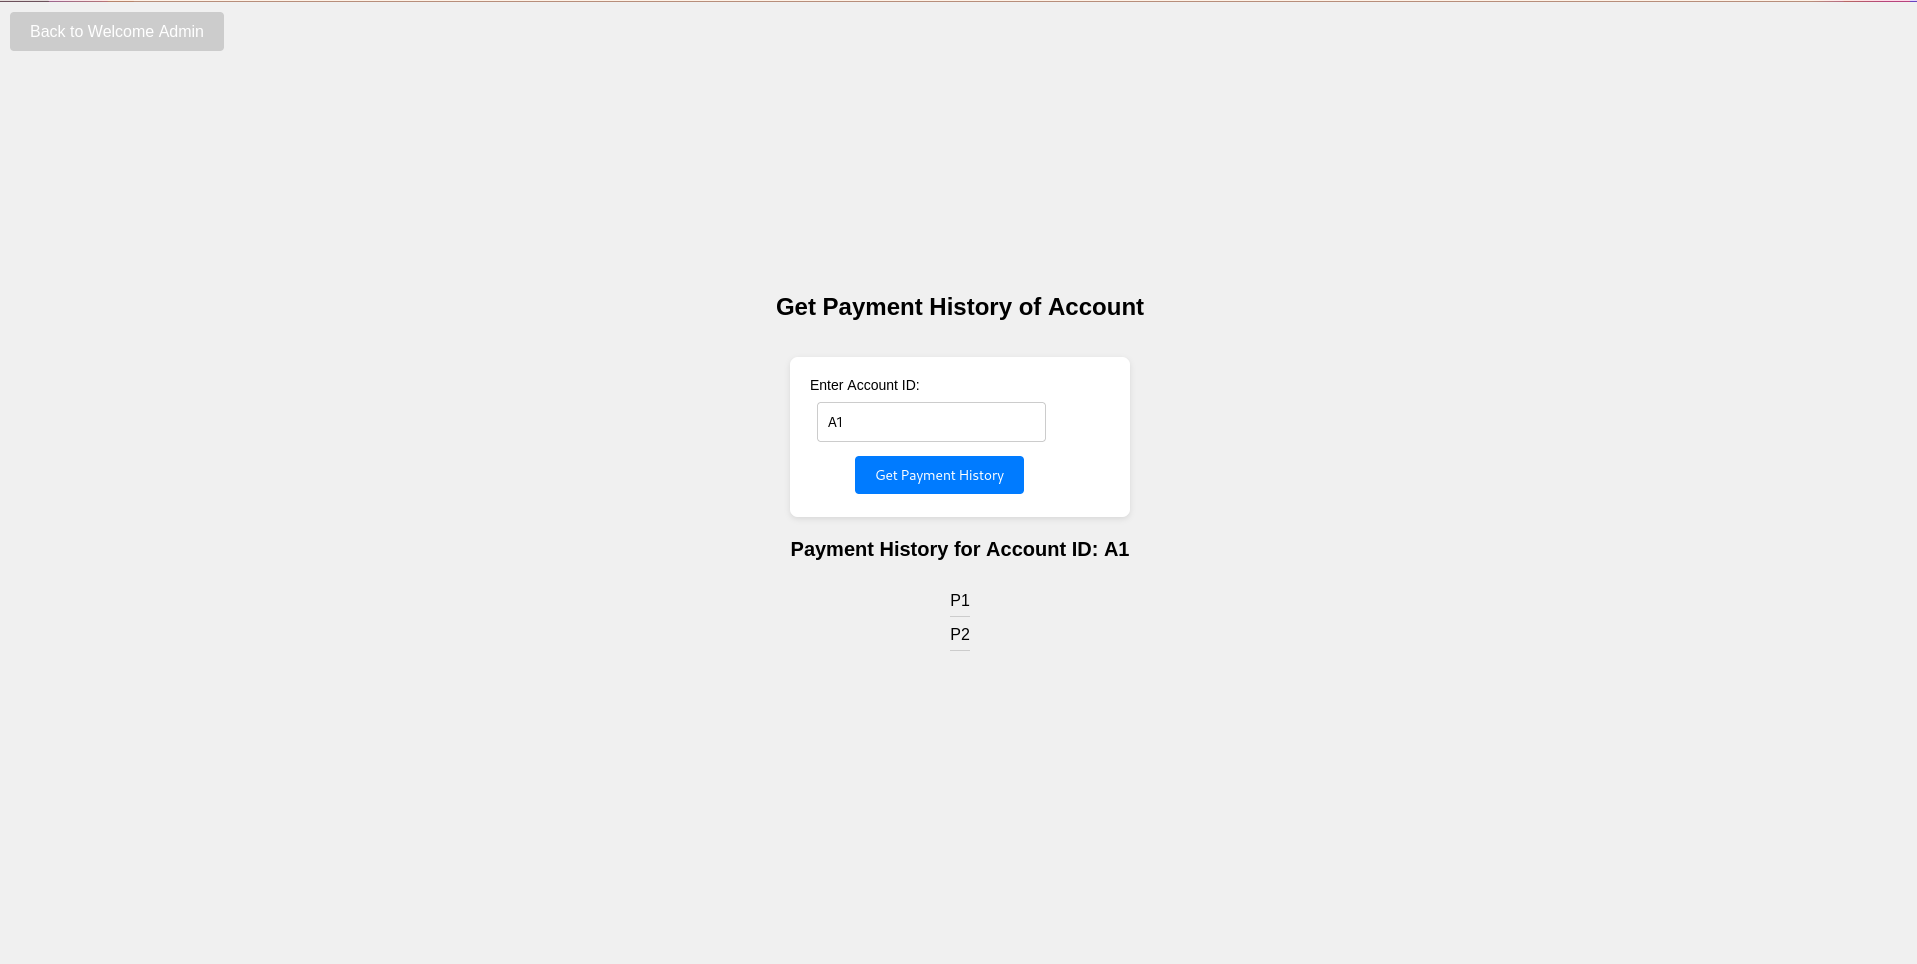 Back to Welcome Admin
Get Payment History of Account
Enter Account ID:
A1
Get Payment History
Payment History for Account ID: A1
P1
P2